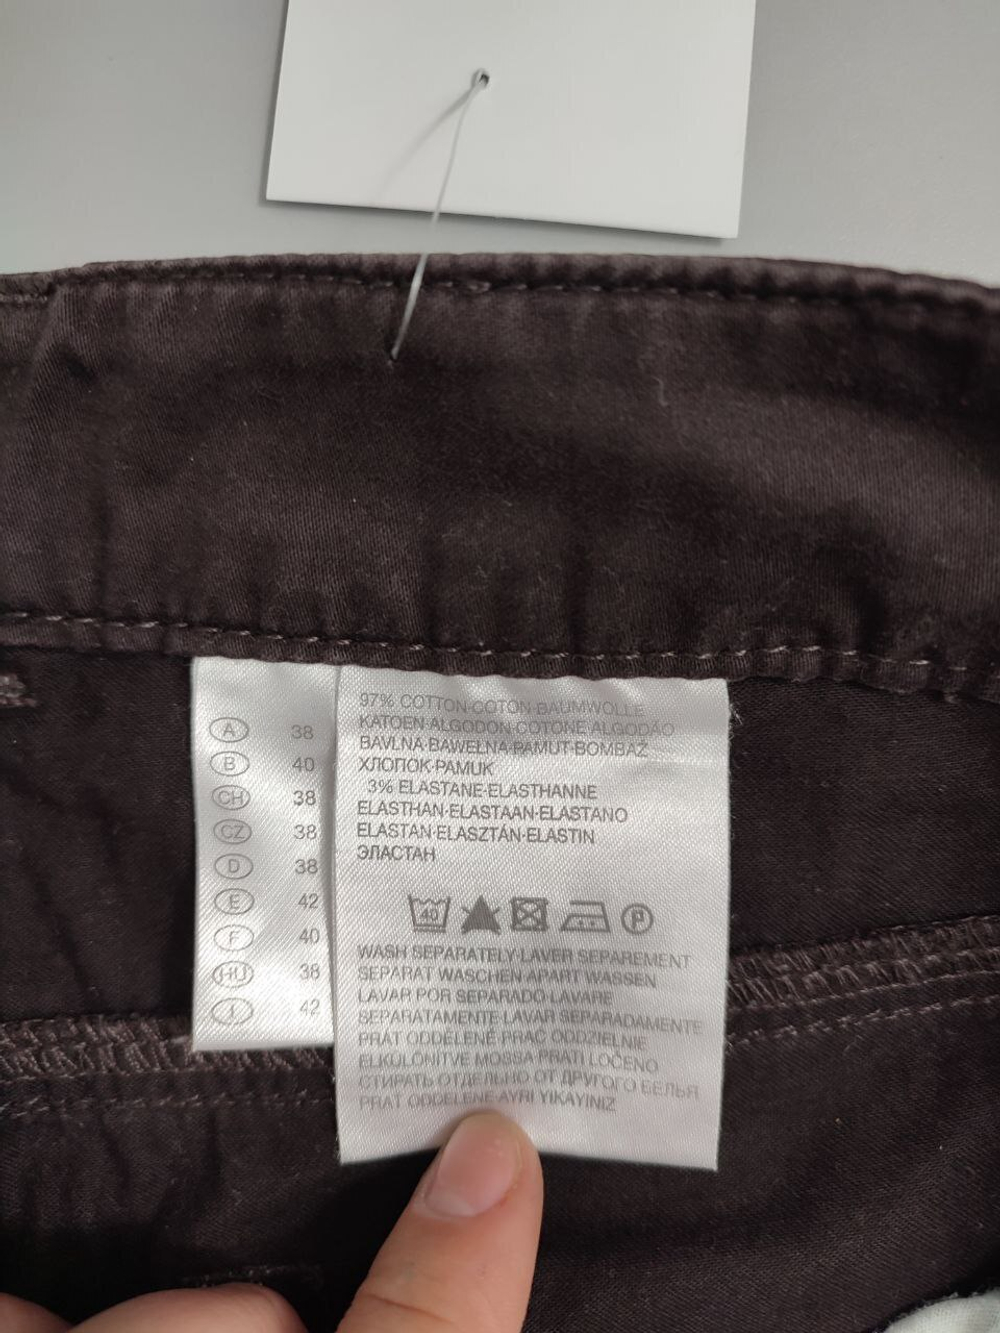 A 38
B 40
CH 38
CZ 38
D 38
E 42
F 40
HU 38
I 42
97% COTTON·COTON·BAUMWOLLE
KATOEN·ALGODON·COTONE·ALGODÃO
BAVLNA·BAWEŁNA·PAMUT·BOMBAŽ
ХЛОПОК·PAMUK
3% ELASTANE·ELASTHANNE
ELASTHAN·ELASTAAN·ELASTANO
ELASTAN·ELASZTÁN·ELASTIN
ЭЛАСТАН
40 P
WASH SEPARATELY·LAVER SEPAREMENT
SEPARAT WASCHEN·APART WASSEN
LAVAR POR SEPARADO·LAVARE
SEPARATAMENTE·LAVAR SEPARADAMENTE
PRAT ODDĚLENĚ·PRAĆ ODDZIELNIE
ELKÜLÖNITVE MOSSA·PRATI LOČENO
СТИРАТЬ ОТДЕЛЬНО ОТ ДРУГОГО БЕЛЬЯ
PRAT ODDELENE·AYRI YIKAYINIZ